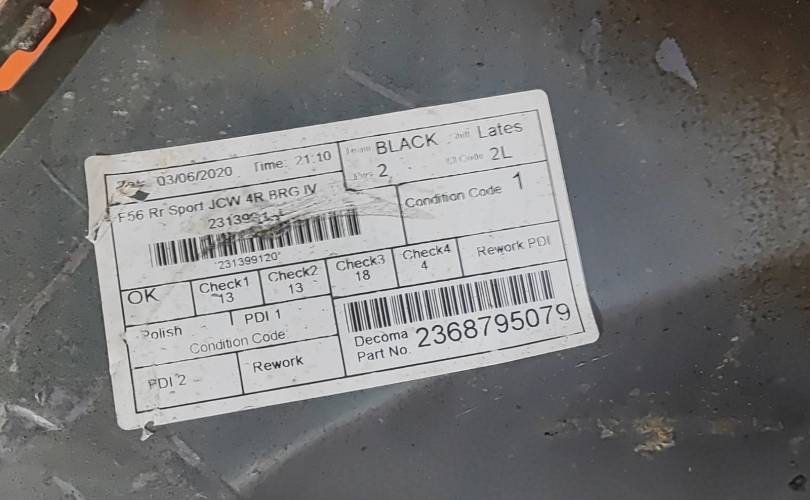 03/06/2020 Time: 21:10
BLACK Shift Lates
2 2L
F56 Rr Sport JCW 4R BRG IV
Condition Code 1
*231399120*
OK
Check1 13
Check2 13
Check3 18
Check4 4
Rework PDI
Polish
PDI 1
Condition Code
PDI 2
Rework
Decoma
Part No. 2368795079